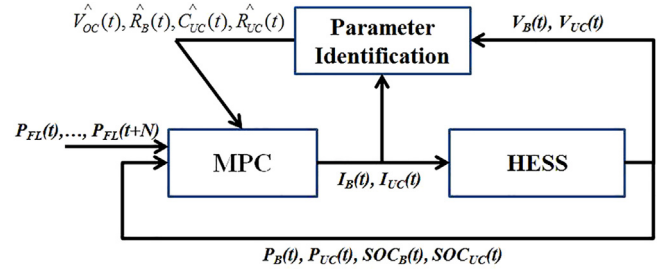 V̂_OC(t), R̂_B(t), Ĉ_UC(t), R̂_UC(t)
Parameter
Identification
V_B(t), V_UC(t)
P_FL(t),..., P_FL(t+N)
MPC
I_B(t), I_UC(t)
HESS
P_B(t), P_UC(t), SOC_B(t), SOC_UC(t)